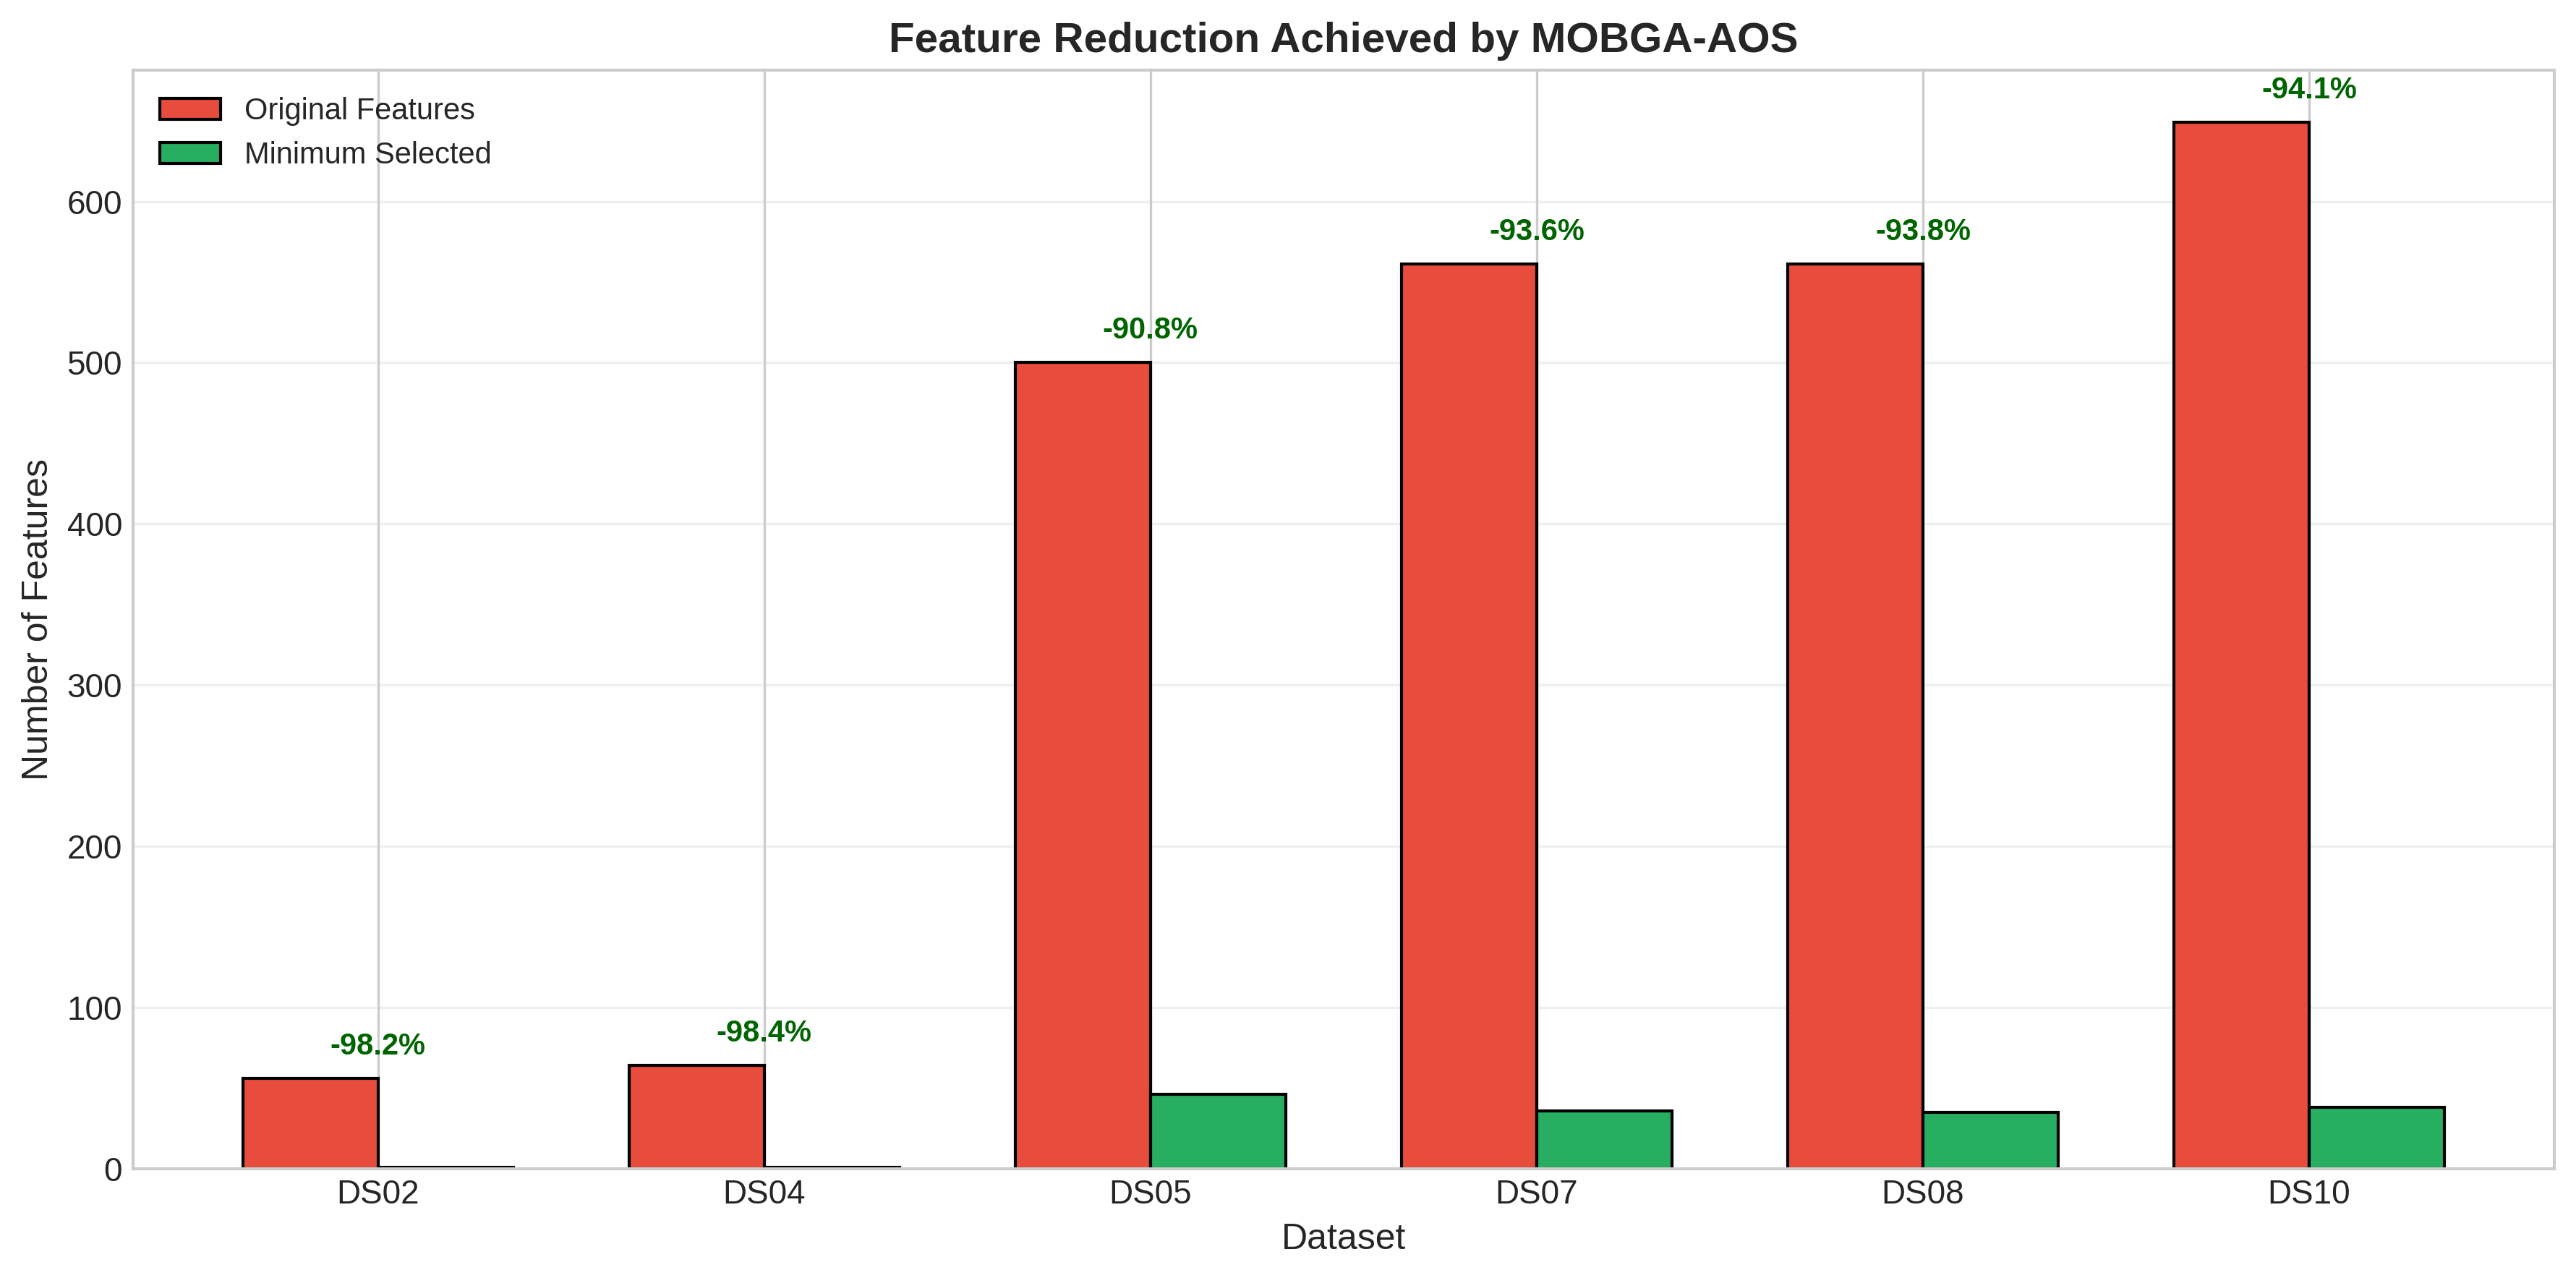 Feature Reduction Achieved by MOBGA-AOS
Original Features
Minimum Selected
-98.2%
-98.4%
-90.8%
-93.6%
-93.8%
-94.1%
Number of Features
600
500
400
300
200
100
0
DS02 DS04 DS05 DS07 DS08 DS10
Dataset